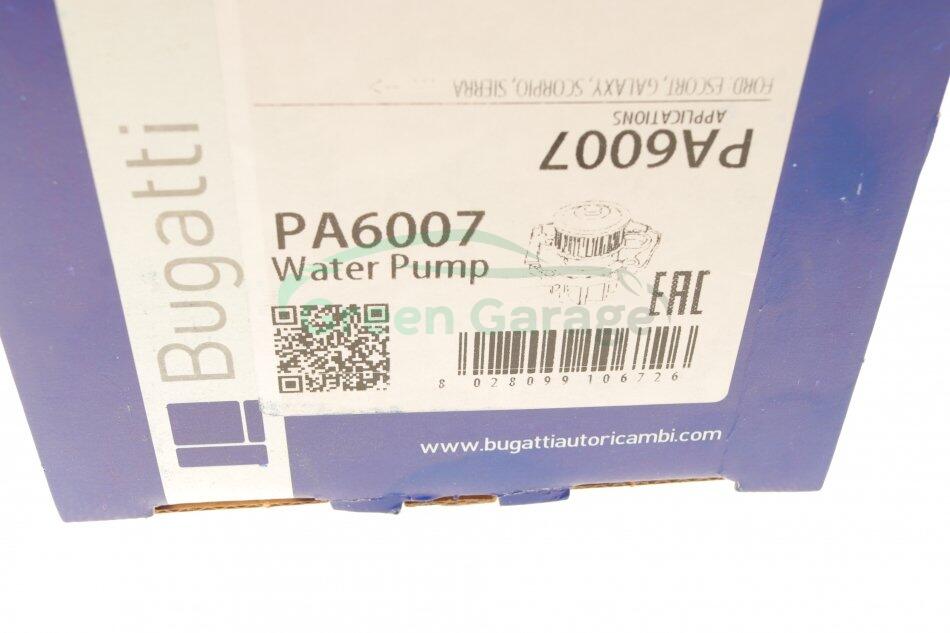 FORD: ESCORT, GALAXY, SCORPIO, SIERRA ... -->
APPLICATIONS
PA6007
Bugatti
PA6007
Water Pump
Green Garage
EAC
8 028099 106726
www.bugattiautoricambi.com